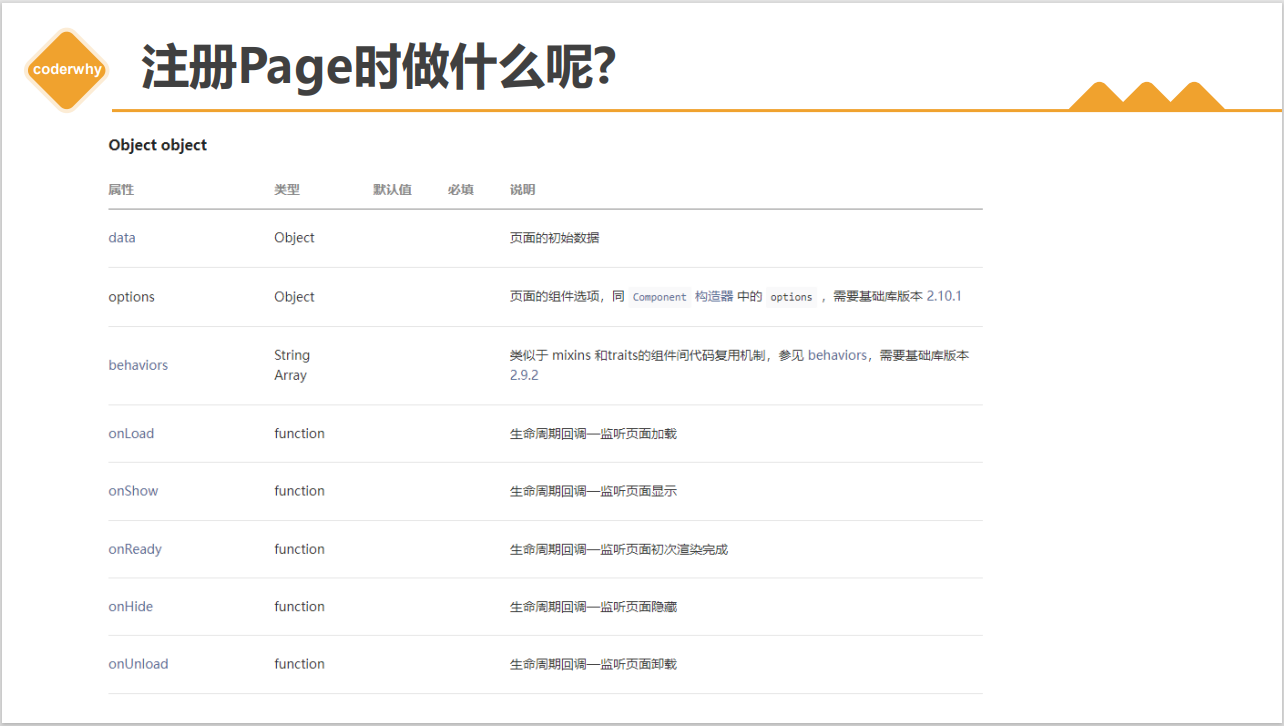 coderwhy
注册Page时做什么呢?
Object object
属性 类型 默认值 必填 说明
data Object 页面的初始数据
options Object 页面的组件选项，同 Component 构造器 中的 options ，需要基础库版本 2.10.1
behaviors String Array 类似于 mixins 和traits的组件间代码复用机制，参见 behaviors，需要基础库版本 2.9.2
onLoad function 生命周期回调—监听页面加载
onShow function 生命周期回调—监听页面显示
onReady function 生命周期回调—监听页面初次渲染完成
onHide function 生命周期回调—监听页面隐藏
onUnload function 生命周期回调—监听页面卸载